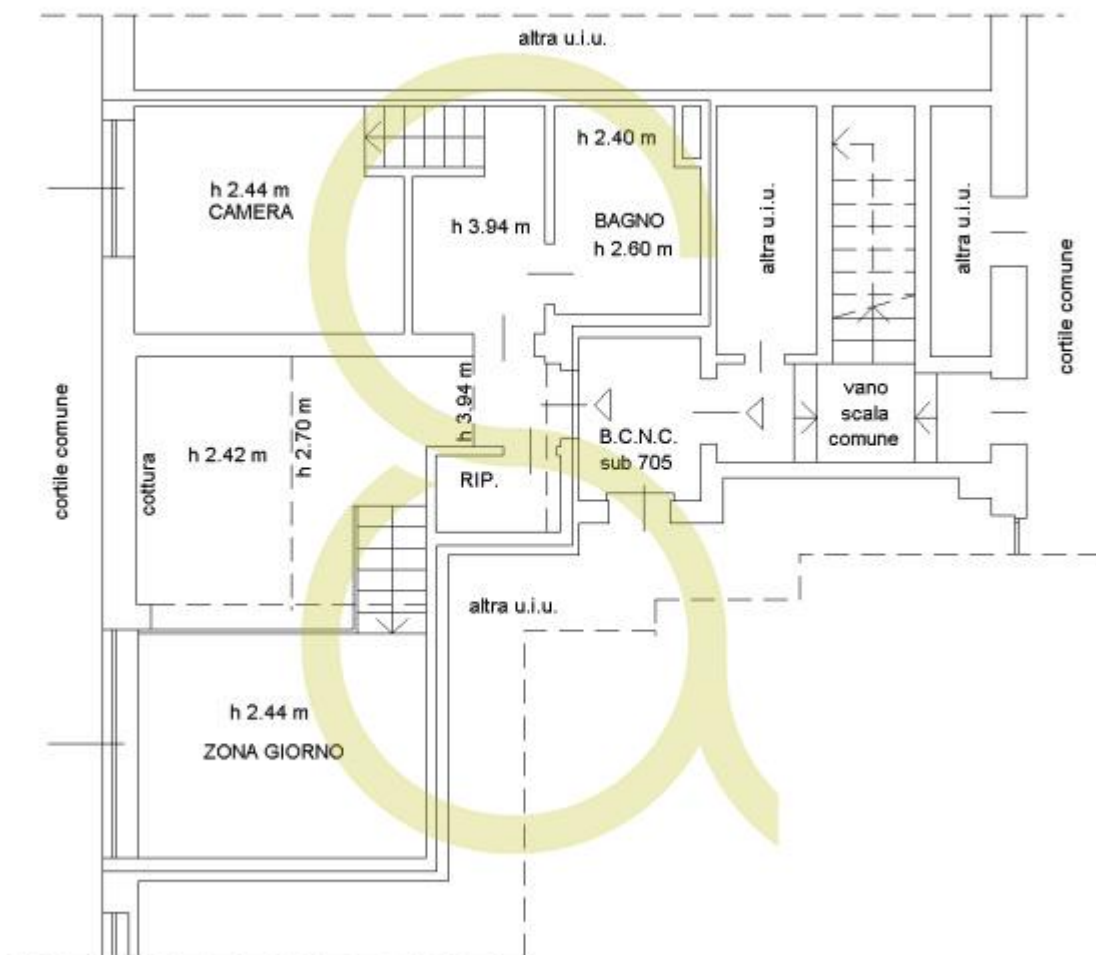 altra u.i.u.
h 2.40 m
h 2.44 m
CAMERA
h 3.94 m
BAGNO
h 2.60 m
altra u.i.u.
altra u.i.u.
cortile comune
cortile comune
cottura
h 2.42 m
h 2.70 m
h 3.94 m
RIP.
B.C.N.C.
sub 705
vano
scala
comune
altra u.i.u.
h 2.44 m
ZONA GIORNO